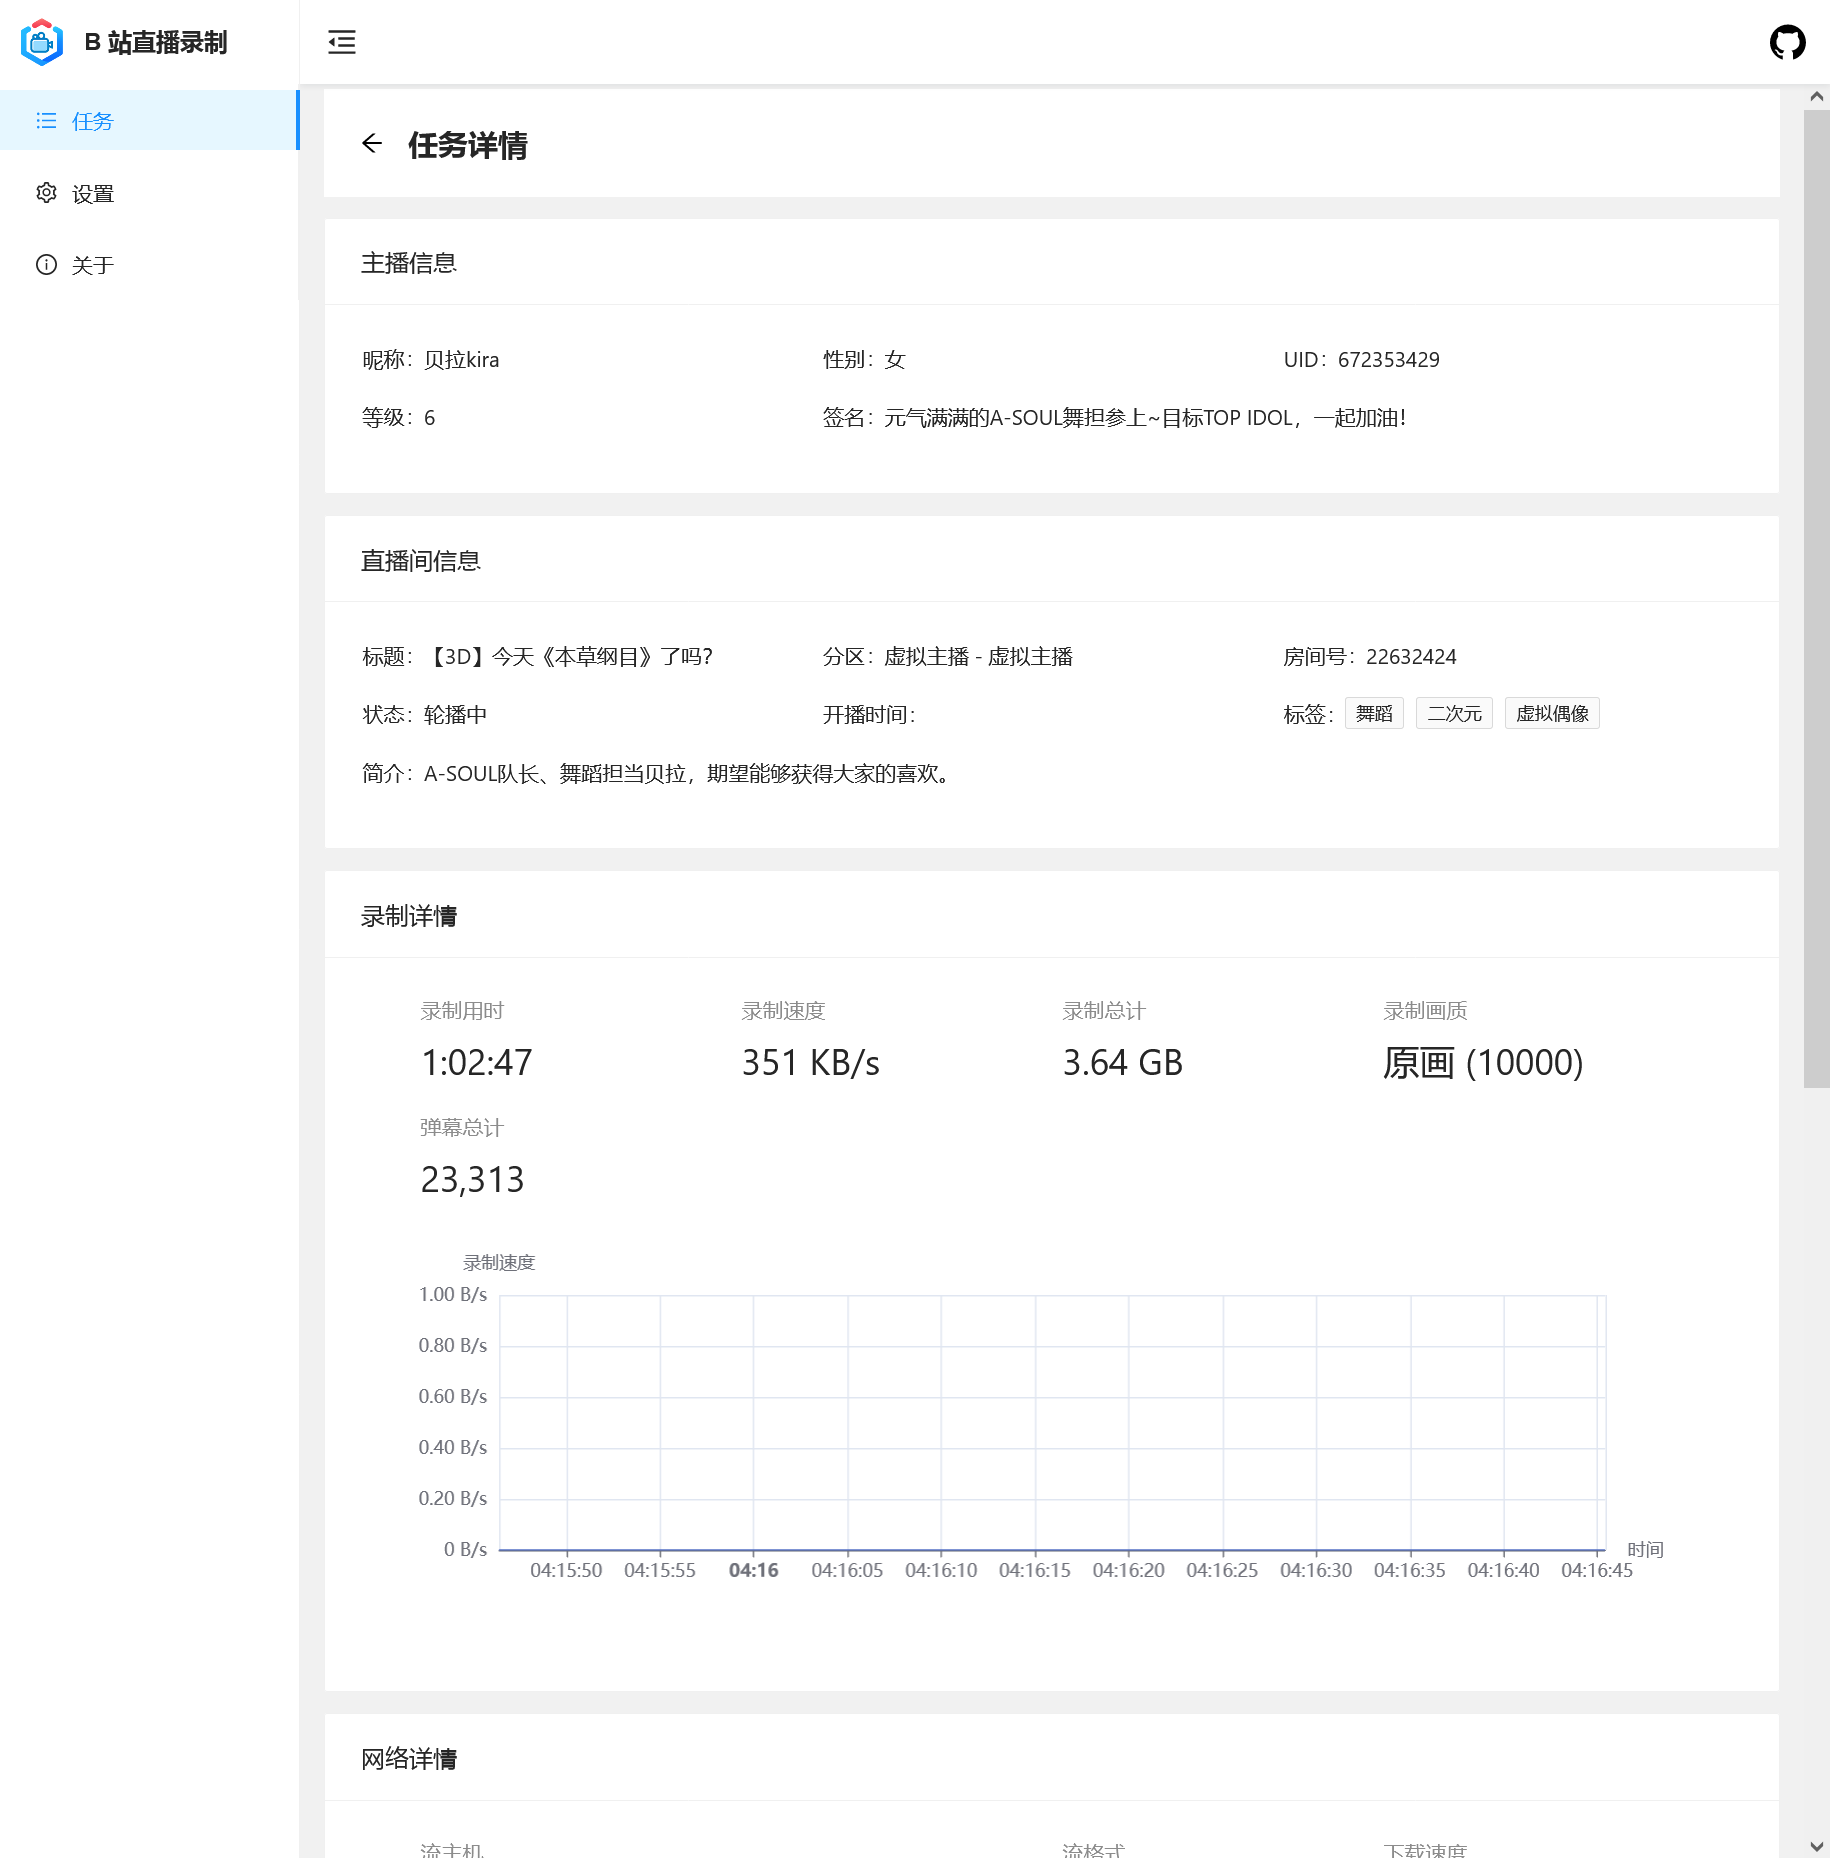 B 站直播录制
任务
设置
关于
任务详情
主播信息
昵称：贝拉kira
性别：女
UID：672353429
等级：6
签名：元气满满的A-SOUL舞担参上~目标TOP IDOL，一起加油！
直播间信息
标题：【3D】今天《本草纲目》了吗？
分区：虚拟主播 - 虚拟主播
房间号：22632424
状态：轮播中
开播时间：
标签：舞蹈 二次元 虚拟偶像
简介：A-SOUL队长、舞蹈担当贝拉，期望能够获得大家的喜欢。
录制详情
录制用时
1:02:47
录制速度
351 KB/s
录制总计
3.64 GB
录制画质
原画 (10000)
弹幕总计
23,313
录制速度
1.00 B/s
0.80 B/s
0.60 B/s
0.40 B/s
0.20 B/s
0 B/s
时间
04:15:50 04:15:55 04:16 04:16:05 04:16:10 04:16:15 04:16:20 04:16:25 04:16:30 04:16:35 04:16:40 04:16:45
网络详情
流主机
流格式
下载速度